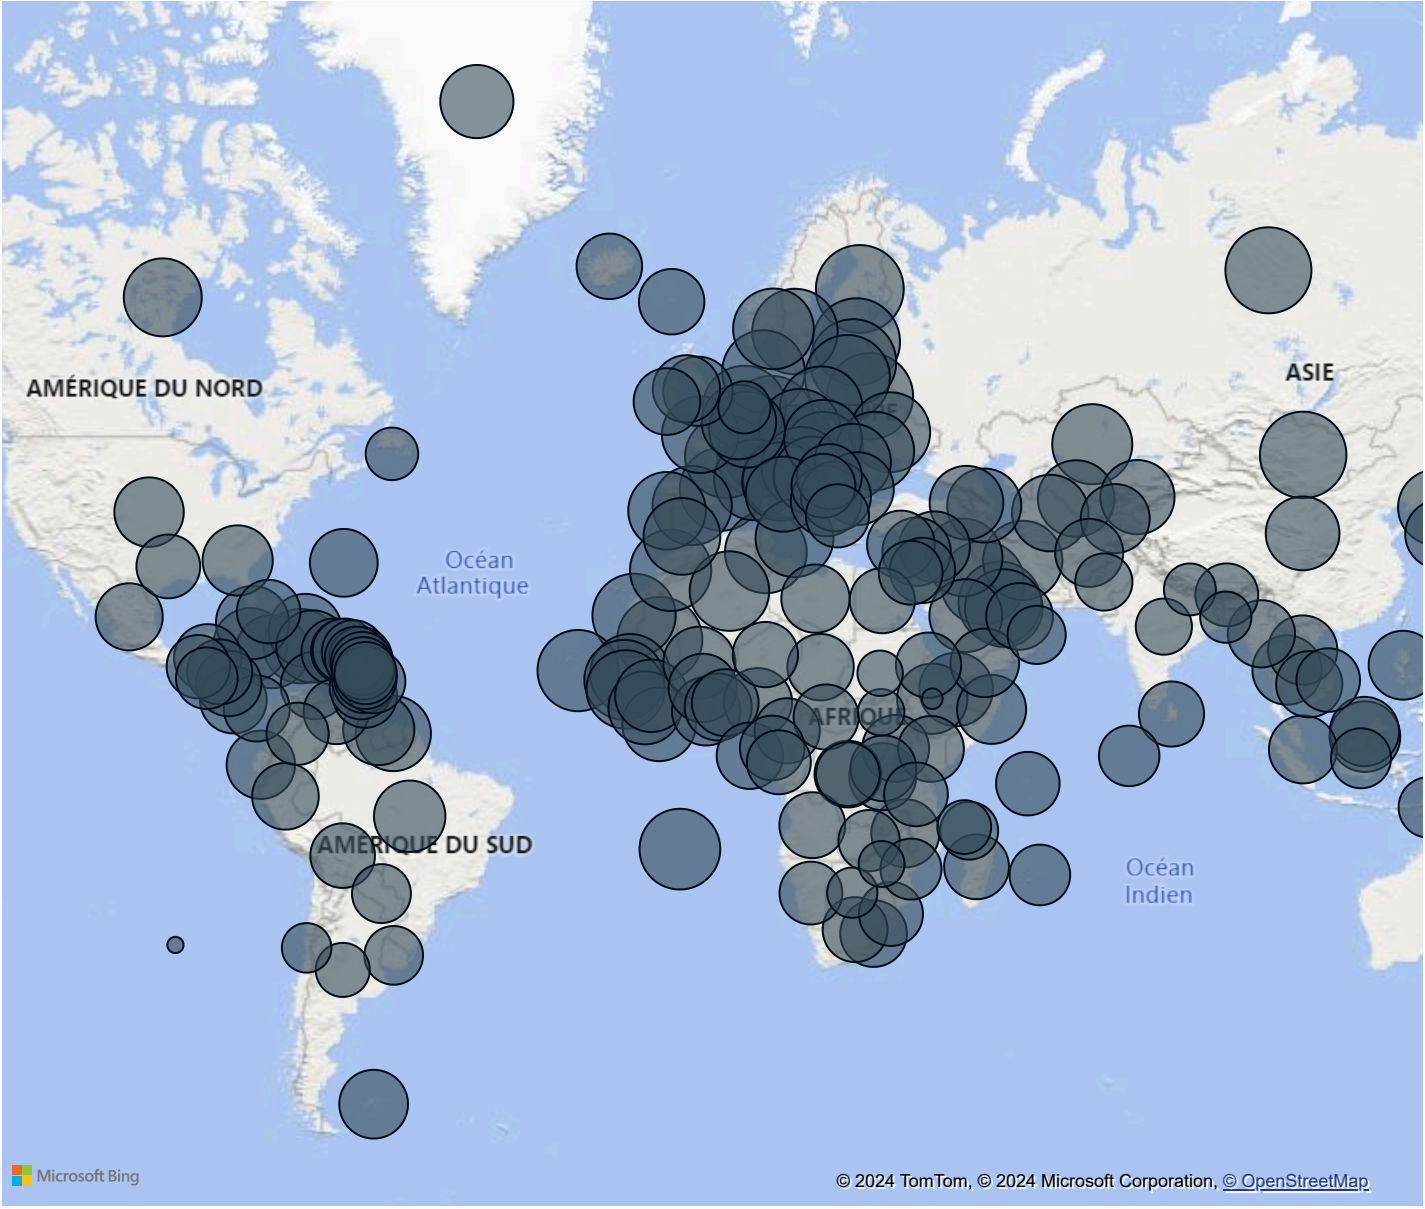 AMÉRIQUE DU NORD
ASIE
Océan
Atlantique
AFRIQUE
AMÉRIQUE DU SUD
Océan
Indien
Microsoft Bing
© 2024 TomTom, © 2024 Microsoft Corporation, © OpenStreetMap